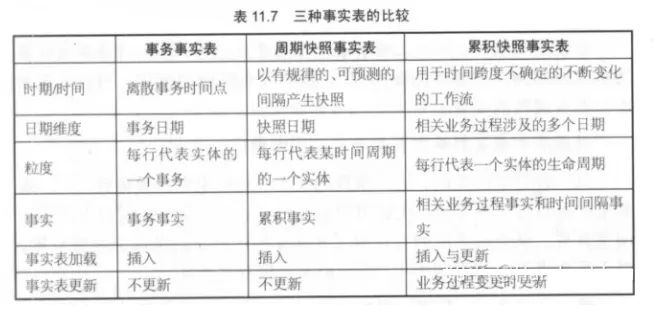 表 11.7 三种事实表的比较
事务事实表 周期快照事实表 累积快照事实表
时期/时间 离散事务时间点 以有规律的、可预测的 用于时间跨度不确定的不断变化
间隔产生快照 的工作流
日期维度 事务日期 快照日期 相关业务过程涉及的多个日期
粒度 每行代表实体的 每行代表某时间周期 每行代表一个实体的生命周期
一个事务 的一个实体
事实 事务事实 累积事实 相关业务过程事实和时间间隔事
实
事实表加载 插入 插入 插入与更新
事实表更新 不更新 不更新 业务过程变更时更新